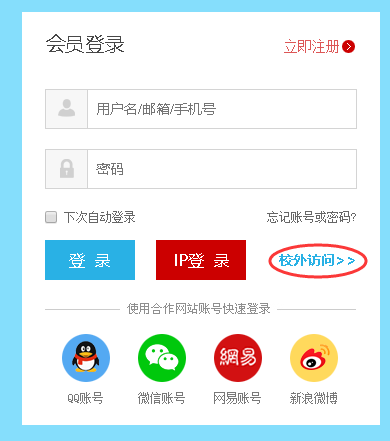 会员登录
立即注册
用户名/邮箱/手机号
密码
下次自动登录
忘记账号或密码?
登 录
IP登 录
校外访问>>
使用合作网站账号快速登录
網易
QQ账号
微信账号
网易账号
新浪微博